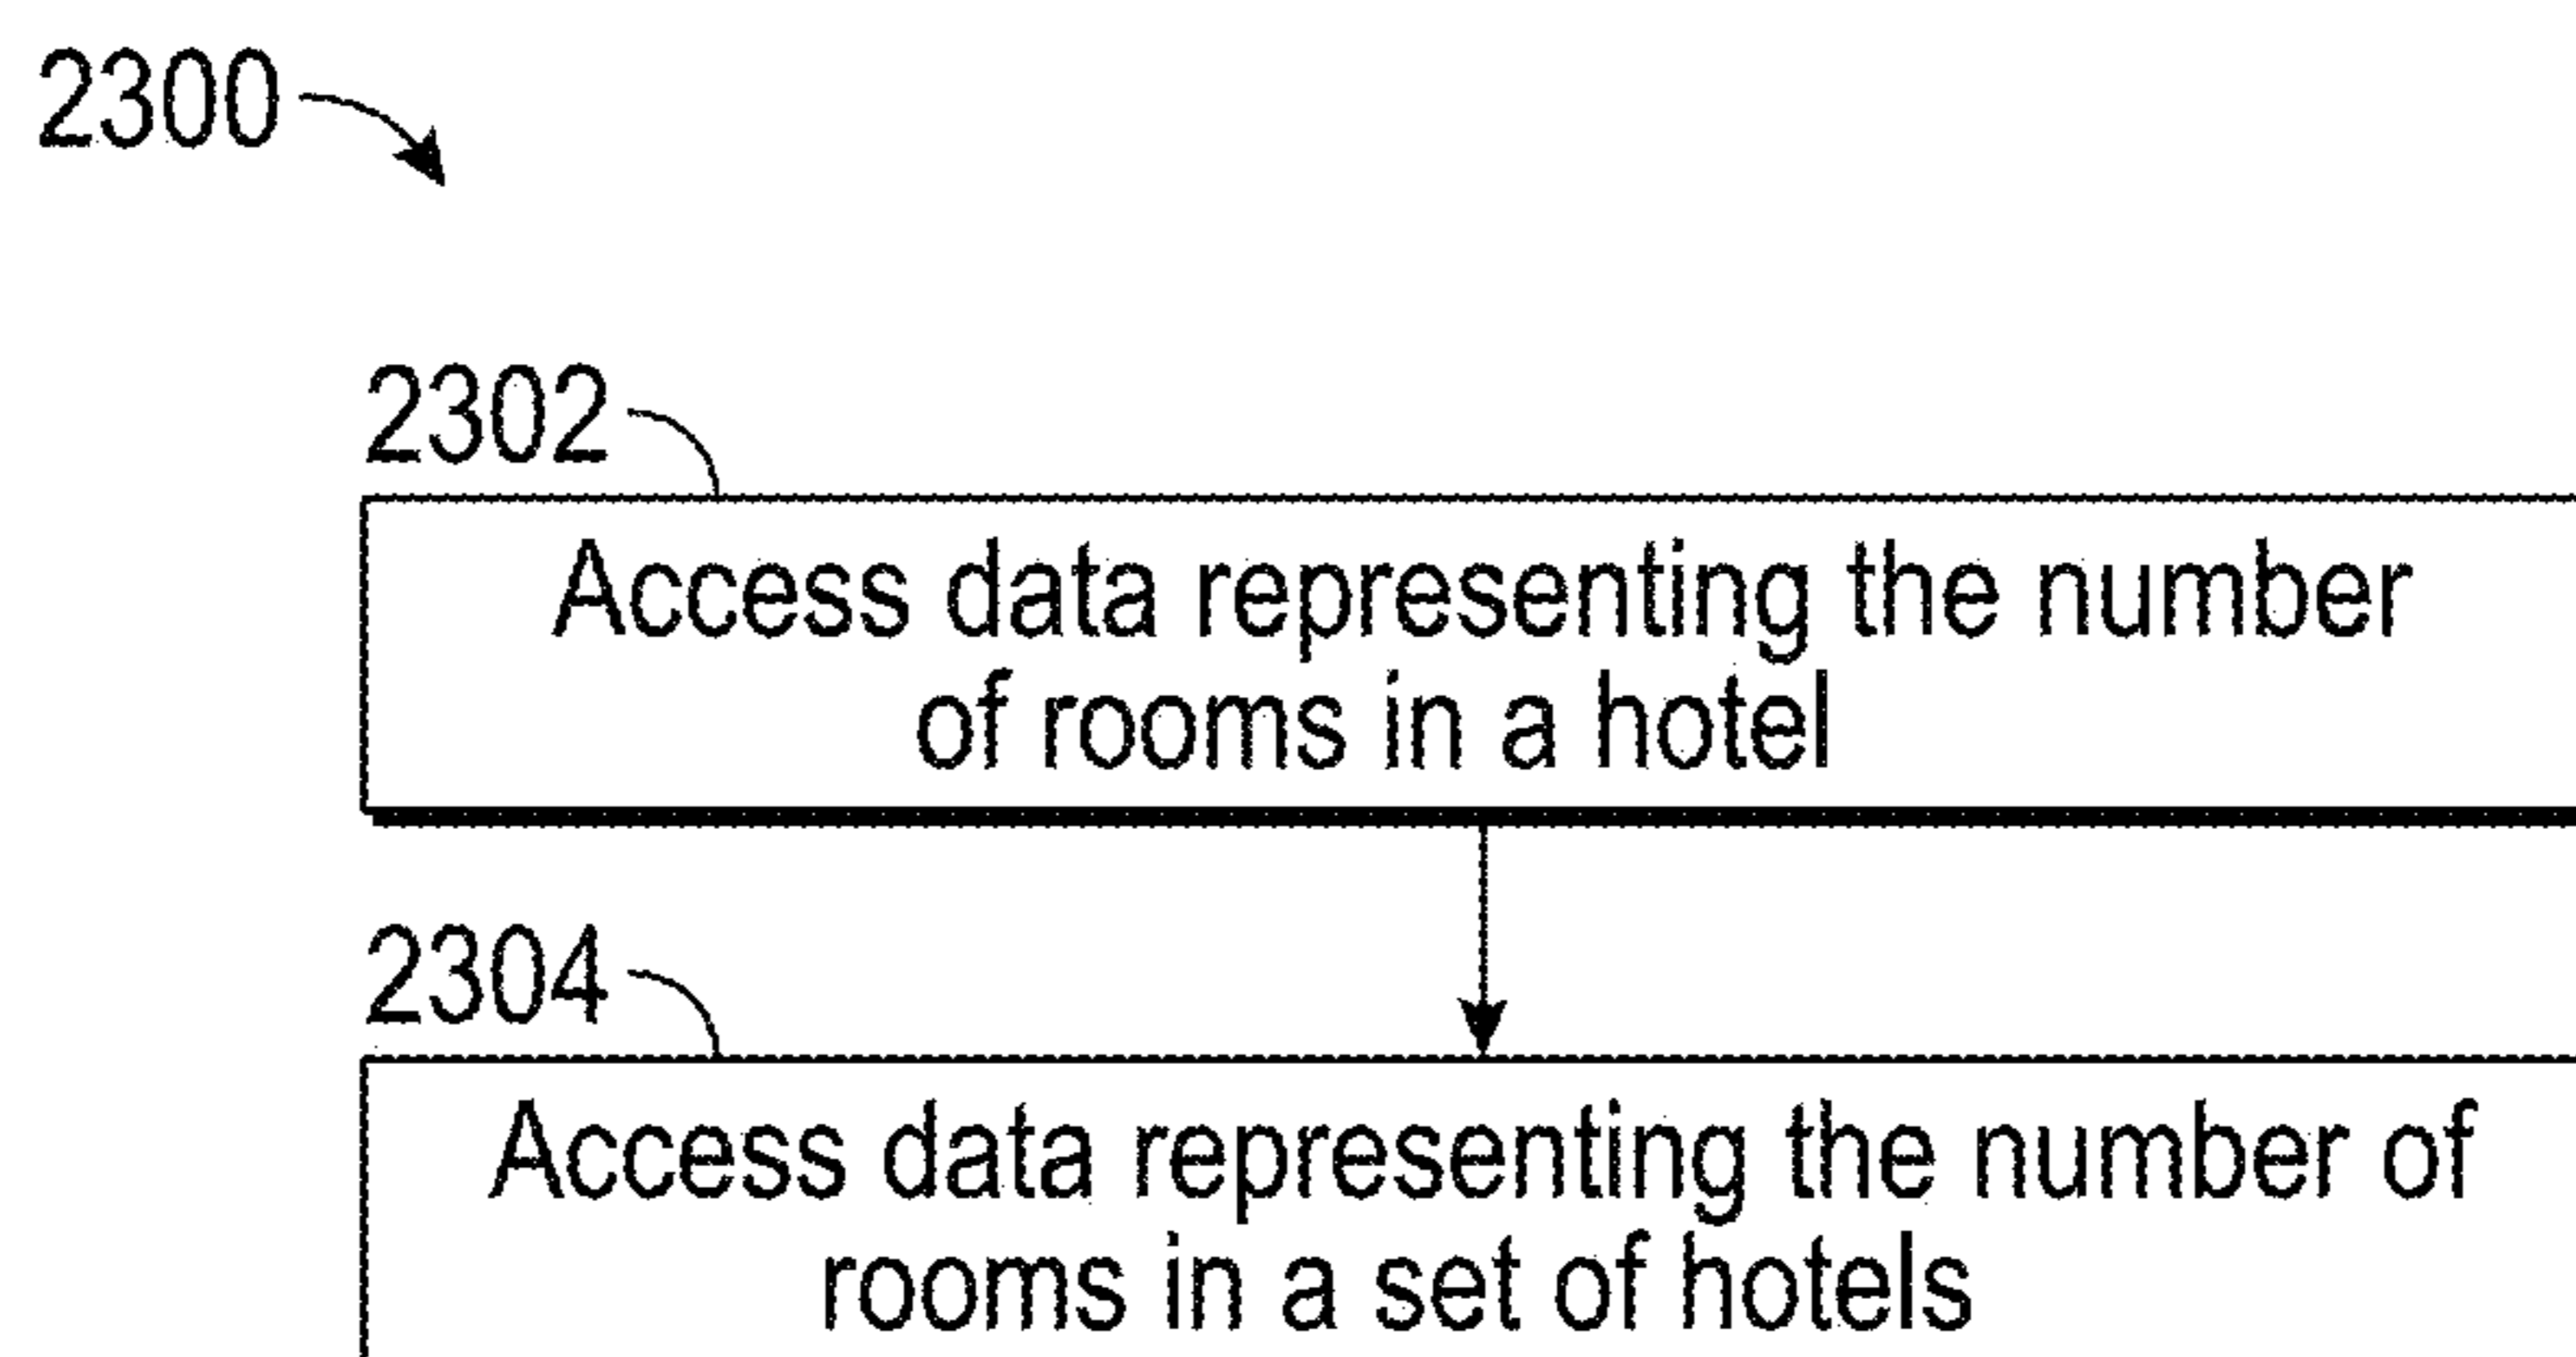 2300
2302
Access data representing the number
of rooms in a hotel
2304
Access data representing the number of
rooms in a set of hotels